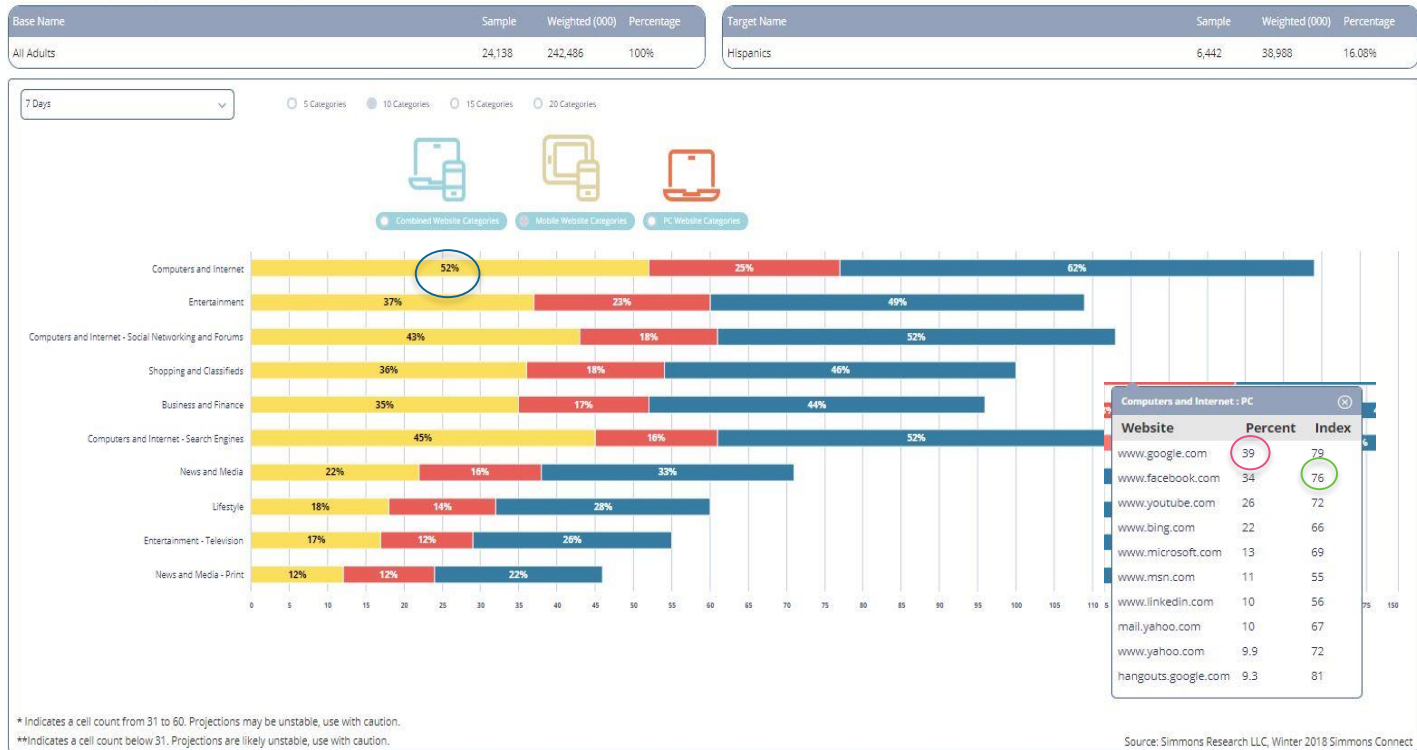 Base Name Sample Weighted (000) Percentage
All Adults 24,138 242,486 100%
Target Name Sample Weighted (000) Percentage
Hispanics 6,442 38,988 16.08%
7 Days
5 Categories 10 Categories 15 Categories 20 Categories
Combined Website Categories Mobile Website Categories PC Website Categories
Computers and Internet 52% 25% 62%
Entertainment 37% 23% 49%
Computers and Internet - Social Networking and Forums 43% 18% 52%
Shopping and Classifieds 36% 18% 46%
Business and Finance 35% 17% 44%
Computers and Internet - Search Engines 45% 16% 52%
News and Media 22% 16% 33%
Lifestyle 18% 14% 28%
Entertainment - Television 17% 12% 26%
News and Media - Print 12% 12% 22%
0 5 10 15 20 25 30 35 40 45 50 55 60 65 70 75 80 85 90 95 100 105 110 5 75 150
Computers and Internet : PC
Website Percent Index
www.google.com 39 79
www.facebook.com 34 76
www.youtube.com 26 72
www.bing.com 22 66
www.microsoft.com 13 69
www.msn.com 11 55
www.linkedin.com 10 56
mail.yahoo.com 10 67
www.yahoo.com 9.9 72
hangouts.google.com 9.3 81
* Indicates a cell count from 31 to 60. Projections may be unstable, use with caution.
**Indicates a cell count below 31. Projections are likely unstable, use with caution.
Source: Simmons Research LLC, Winter 2018 Simmons Connect